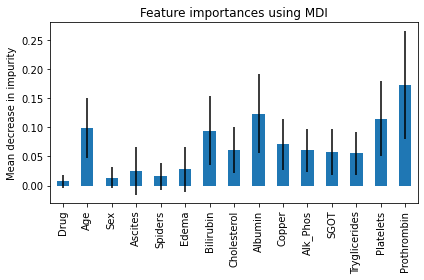 Feature importances using MDI
Mean decrease in impurity
0.25
0.20
0.15
0.10
0.05
0.00
Drug
Age
Sex
Ascites
Spiders
Edema
Bilirubin
Cholesterol
Albumin
Copper
Alk_Phos
SGOT
Tryglicerides
Platelets
Prothrombin